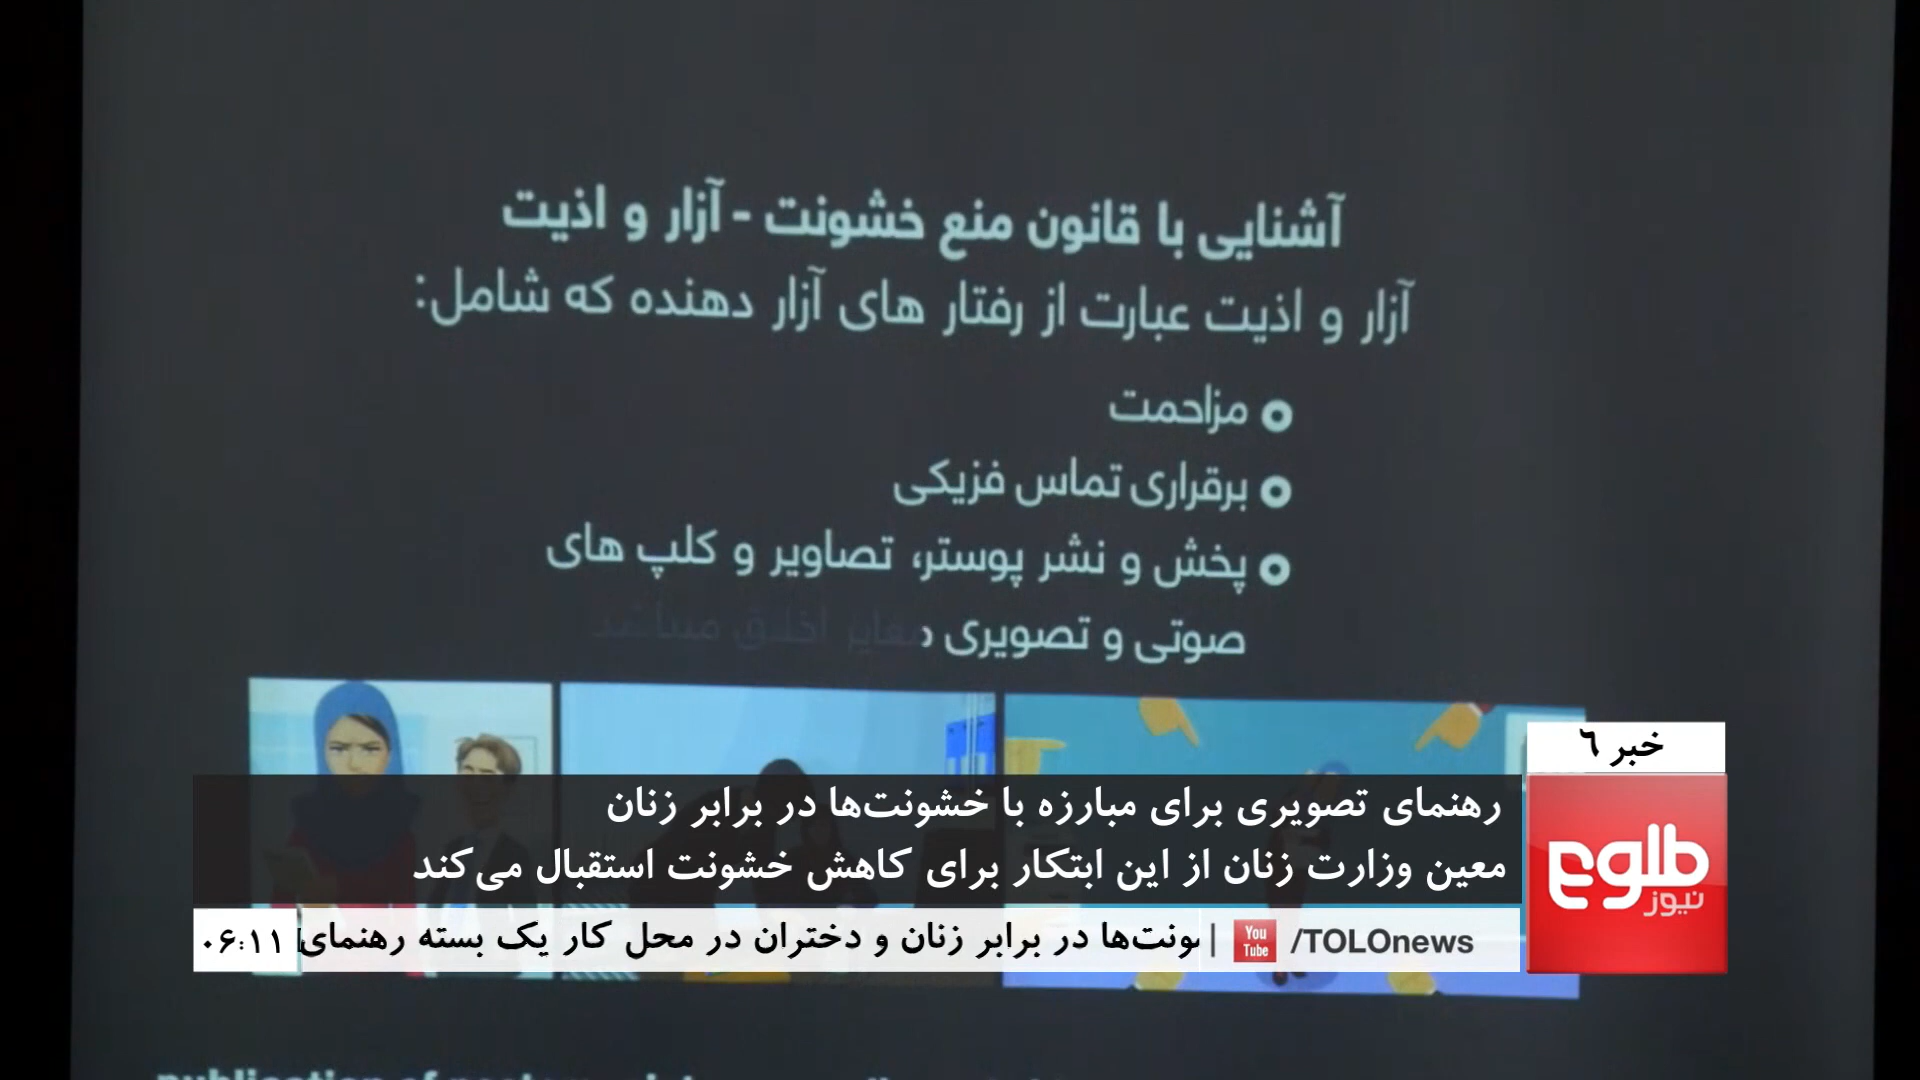 آشنایی با قانون منع خشونت - آزار و اذیت
آزار و اذیت عبارت از رفتار های آزار دهنده که شامل:
مزاحمت
برقراری تماس فزیکی
پخش و نشر پوستر، تصاویر و کلپ های
صوتی و تصویری مغایر اخلاق میباشد
خبر ٦
رهنمای تصویری برای مبارزه با خشونت‌ها در برابر زنان
معین وزارت زنان از این ابتکار برای کاهش خشونت استقبال می‌کند
طلوع
نیوز
You Tube /TOLOnews
| ونت‌ها در برابر زنان و دختران در محل کار یک بسته رهنمای
۰۶:۱۱